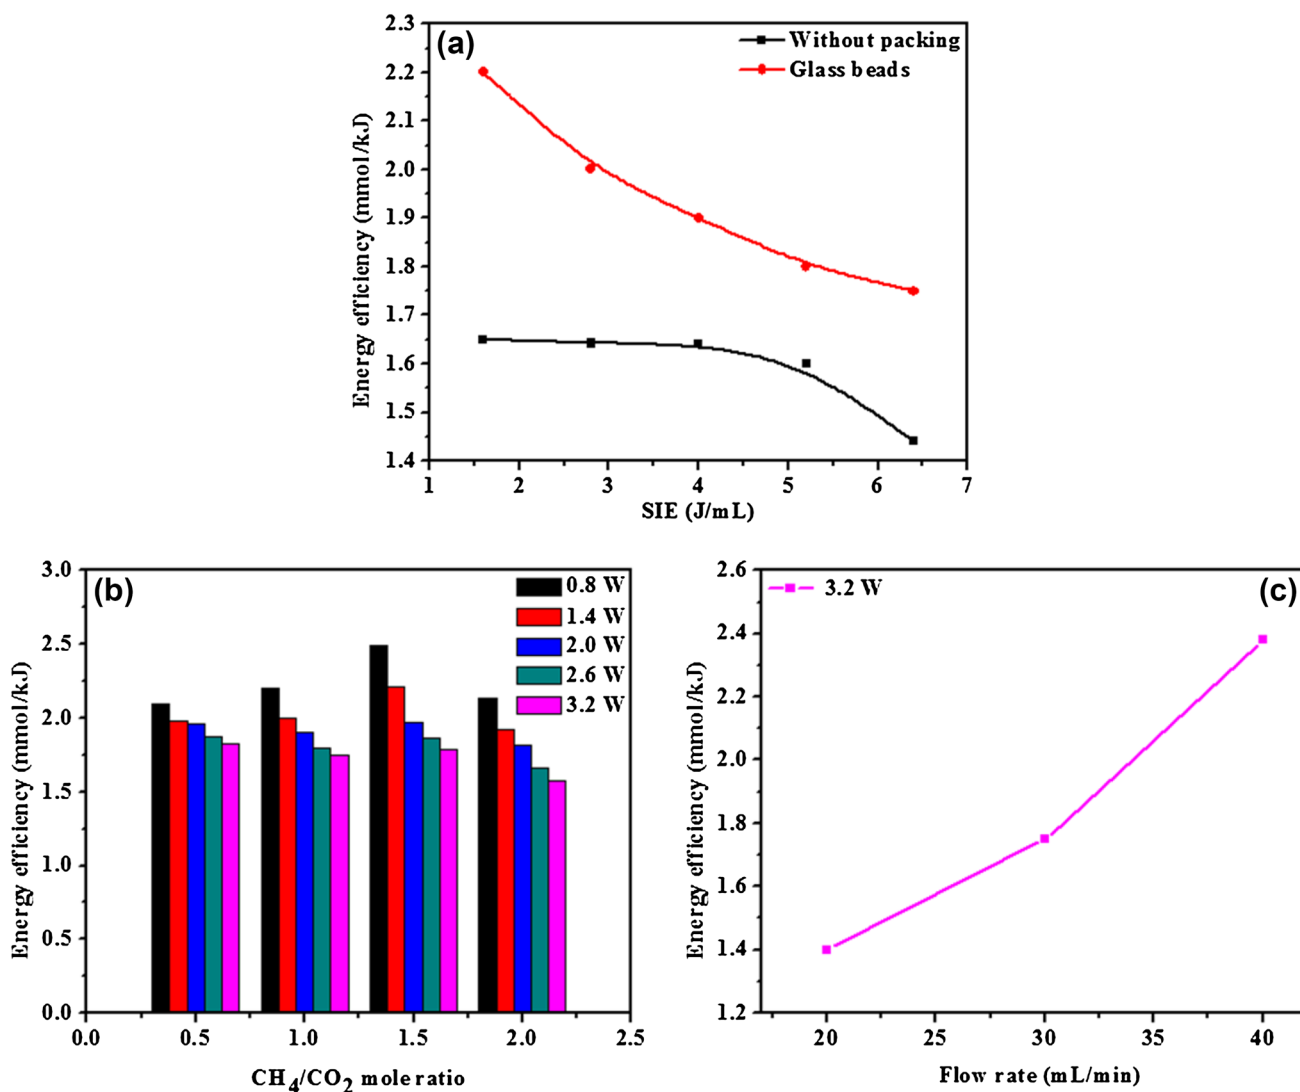 (a)
Without packing
Glass beads
2.3
2.2
2.1
2.0
1.9
1.8
1.7
1.6
1.5
1.4
Energy efficiency (mmol/kJ)
1 2 3 4 5 6 7
SIE (J/mL)
(b)
0.8 W
1.4 W
2.0 W
2.6 W
3.2 W
3.0
2.5
2.0
1.5
1.0
0.5
0.0
Energy efficiency (mmol/kJ)
0.0 0.5 1.0 1.5 2.0 2.5
CH4/CO2 mole ratio
3.2 W
(c)
2.6
2.4
2.2
2.0
1.8
1.6
1.4
1.2
Energy efficiency (mmol/kJ)
20 25 30 35 40
Flow rate (mL/min)